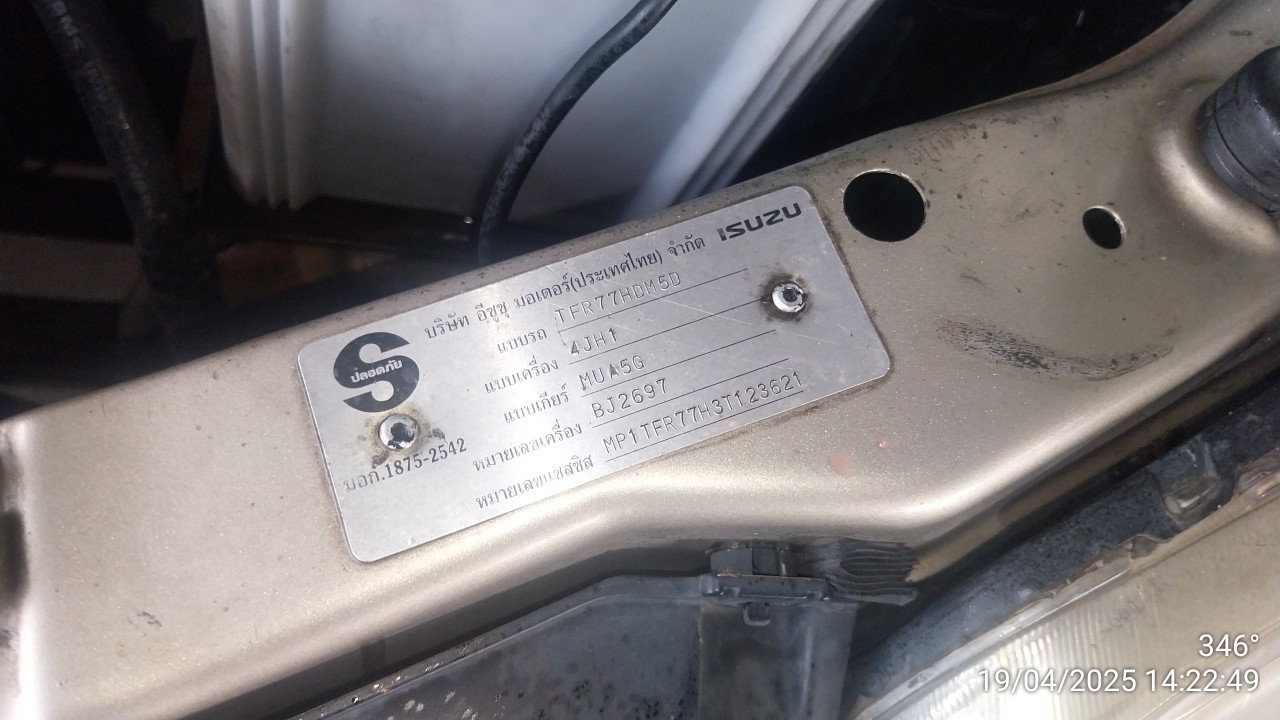 บริษัท อีซูซุ มอเตอร์(ประเทศไทย) จำกัด ISUZU
แบบรถ TFR77HDM5D
แบบเครื่อง 4JH1
แบบเกียร์ MUA5G
หมายเลขเครื่อง BJ2697
หมายเลขแชสซิส MP1TFR77H3T123621
ปลอดภัย
มอก.1875-2542
346°
19/04/2025 14:22:49